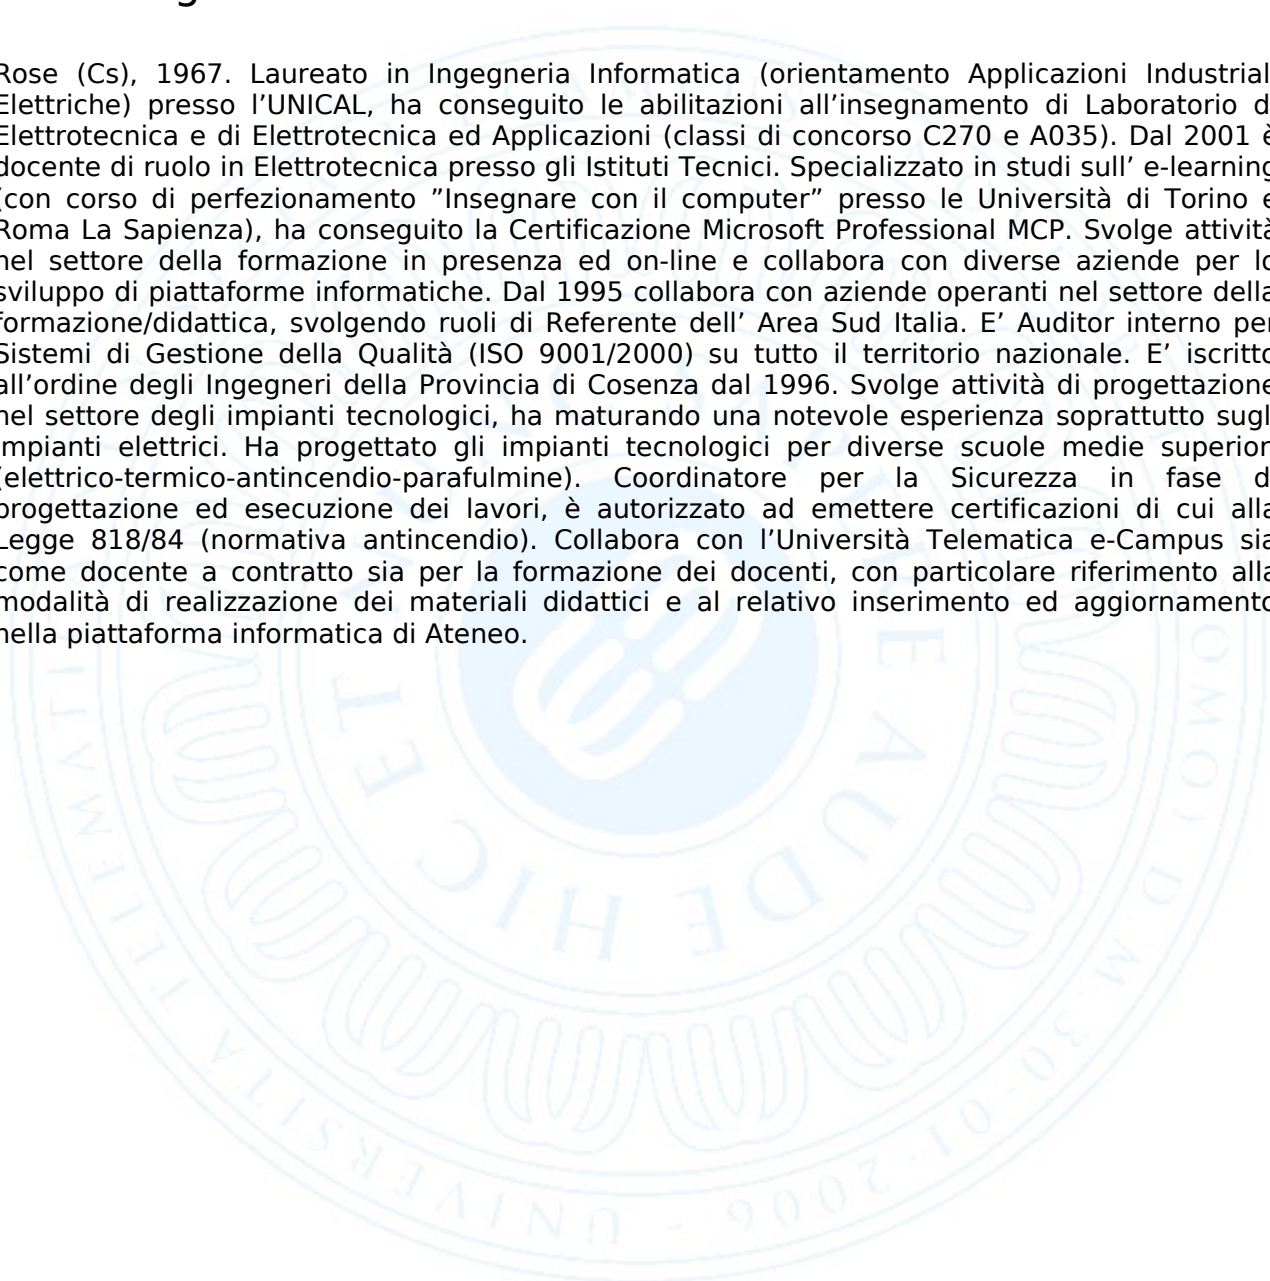 Rose (Cs), 1967. Laureato in Ingegneria Informatica (orientamento Applicazioni Industrial
Elettriche) presso l’UNICAL, ha conseguito le abilitazioni all’insegnamento di Laboratorio d
Elettrotecnica e di Elettrotecnica ed Applicazioni (classi di concorso C270 e A035). Dal 2001 è
docente di ruolo in Elettrotecnica presso gli Istituti Tecnici. Specializzato in studi sull’ e-learning
(con corso di perfezionamento ”Insegnare con il computer” presso le Università di Torino e
Roma La Sapienza), ha conseguito la Certificazione Microsoft Professional MCP. Svolge attività
nel settore della formazione in presenza ed on-line e collabora con diverse aziende per lo
sviluppo di piattaforme informatiche. Dal 1995 collabora con aziende operanti nel settore della
formazione/didattica, svolgendo ruoli di Referente dell’ Area Sud Italia. E’ Auditor interno per
Sistemi di Gestione della Qualità (ISO 9001/2000) su tutto il territorio nazionale. E’ iscritto
all’ordine degli Ingegneri della Provincia di Cosenza dal 1996. Svolge attività di progettazione
nel settore degli impianti tecnologici, ha maturando una notevole esperienza soprattutto sugl
impianti elettrici. Ha progettato gli impianti tecnologici per diverse scuole medie superior
(elettrico-termico-antincendio-parafulmine). Coordinatore per la Sicurezza in fase d
progettazione ed esecuzione dei lavori, è autorizzato ad emettere certificazioni di cui alla
Legge 818/84 (normativa antincendio). Collabora con l’Università Telematica e-Campus sia
come docente a contratto sia per la formazione dei docenti, con particolare riferimento alla
modalità di realizzazione dei materiali didattici e al relativo inserimento ed aggiornamento
nella piattaforma informatica di Ateneo.
HIC ET
AUDE
OMO) D.M. 30-01-2006 - UNIVERSITA TELEMATI